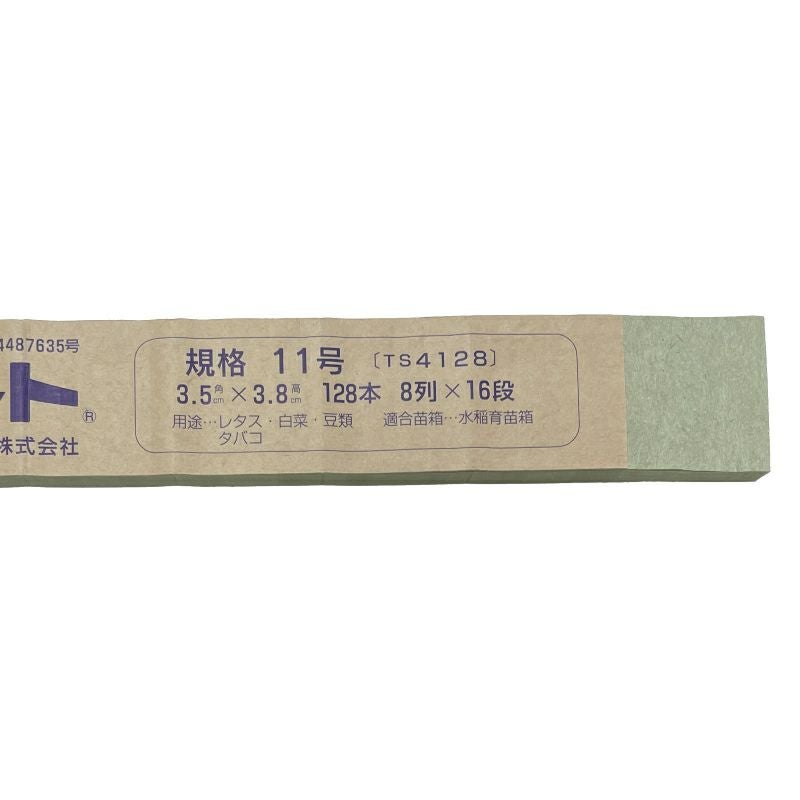 4487635号
ト®
株式会社
規格 11号 〔TS4128〕
3.5角cm×3.8高cm 128本 8列×16段
用途…レタス・白菜・豆類 適合苗箱…水稲育苗箱
タバコ